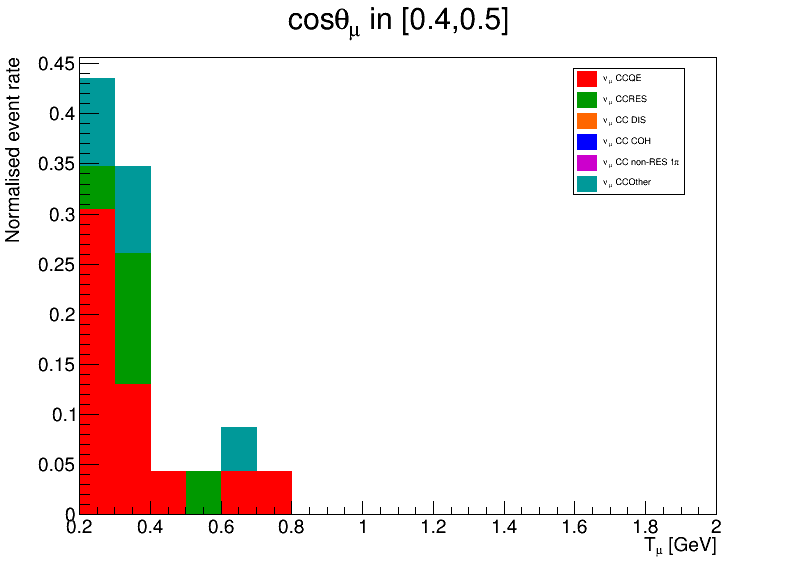 cosθμ in [0.4,0.5]
Normalised event rate
0.45
0.4
0.35
0.3
0.25
0.2
0.15
0.1
0.05
0
νμ CCQE
νμ CCRES
νμ CC DIS
νμ CC COH
νμ CC non-RES 1π
νμ CCOther
0.2 0.4 0.6 0.8 1 1.2 1.4 1.6 1.8 2
Tμ [GeV]